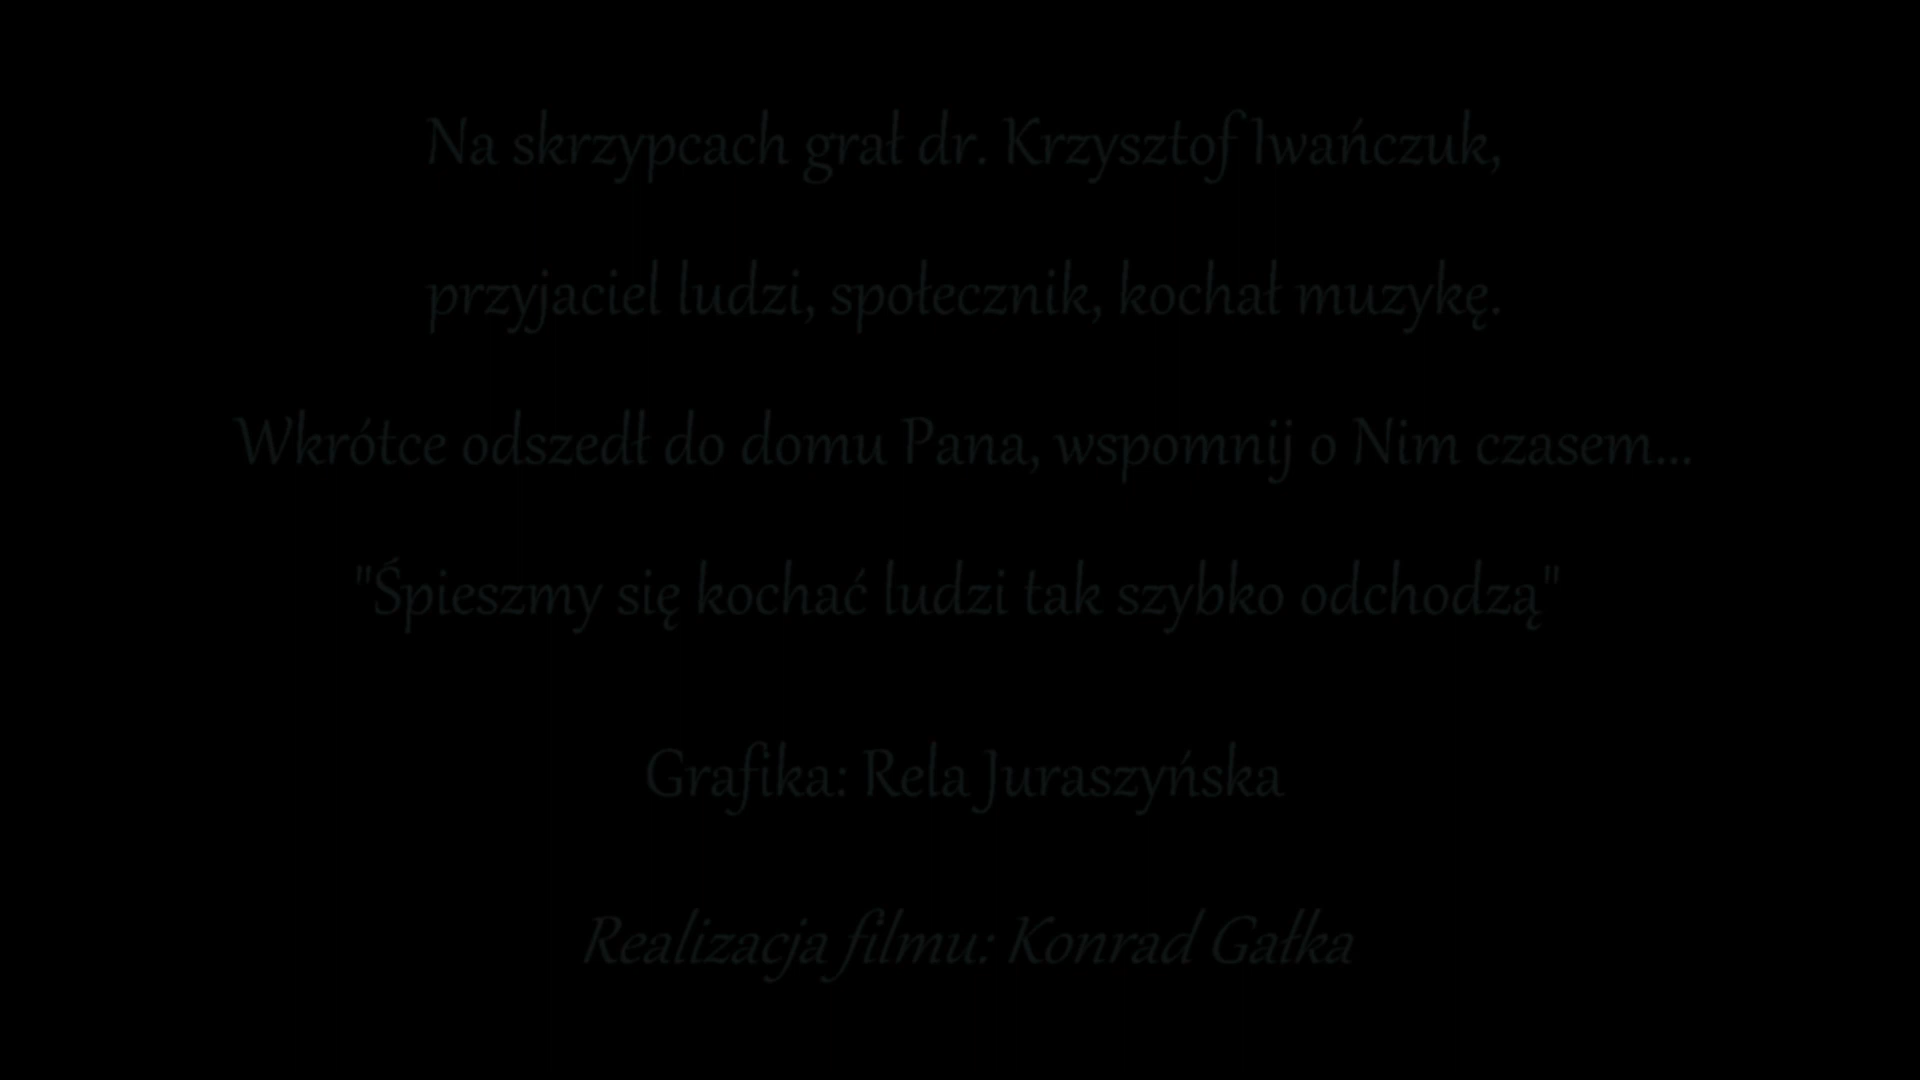 Na skrzypcach grał dr. Krzysztof Iwańczuk,
przyjaciel ludzi, społecznik, kochał muzykę.
Wkrótce odszedł do domu Pana, wspomnij o Nim czasem...
"Śpieszmy się kochać ludzi tak szybko odchodzą"
Grafika: Rela Juraszyńska
Realizacja filmu: Konrad Gałka